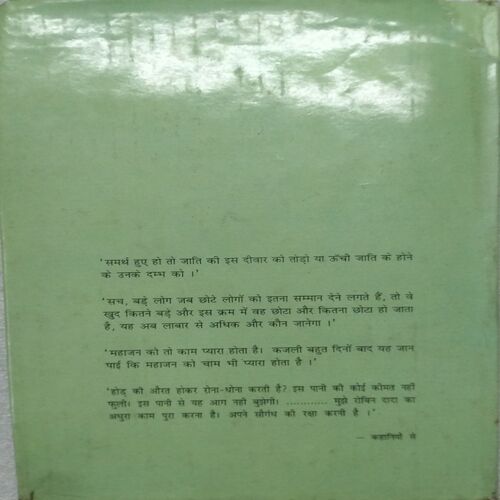 'समर्थ हुए हो तो जाति की इस दीवार को तोड़ो या ऊँची जाति के होने
के उनके दम्भ को ।'
'सच, बड़े लोग जब छोटे लोगों को इतना सम्मान देने लगते हैं, तो वे
खुद कितने बड़े और इस क्रम में वह छोटा और कितना छोटा हो जाता
है, यह अब लाबार से अधिक और कौन जानेगा ।'
'महाजन को तो काम प्यारा होता है। कजली बहुत दिनों बाद यह जान
पाई कि महाजन को चाम भी प्यारा होता है ।'
'होड़ की औरत होकर रोना-धोना करती है? इस पानी की कोई कीमत नहीं
फूलो। इस पानी से यह आग नहीं बुझेगी। ............ मुझे रोबिन दादा का
अधुरा काम पुरा करना है। अपने सौगंध की रक्षा करनी है ।'
— कहानियों से